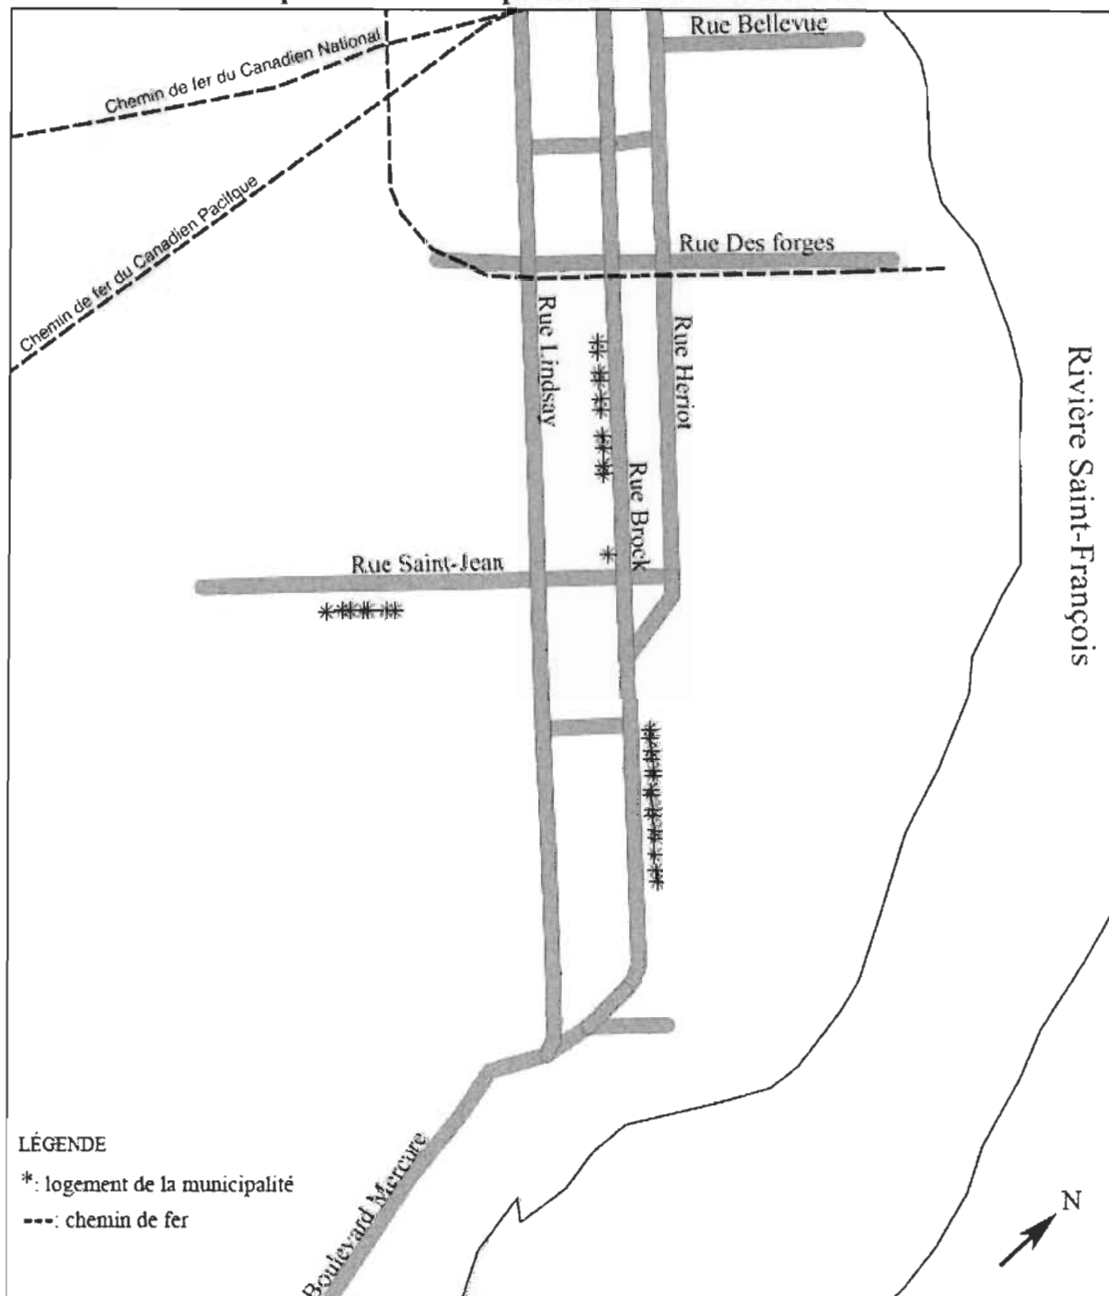 Rue Bellevue
Chemin de fer du Canadien National
Chemin de fer du Canadien Pacifque
Rue Des forges
Rue Lindsay
Rue Heriot
Rue Brock
Rivière Saint-François
Rue Saint-Jean
Boulevard Mercure
LÉGENDE
*: logement de la municipalité
---: chemin de fer
N